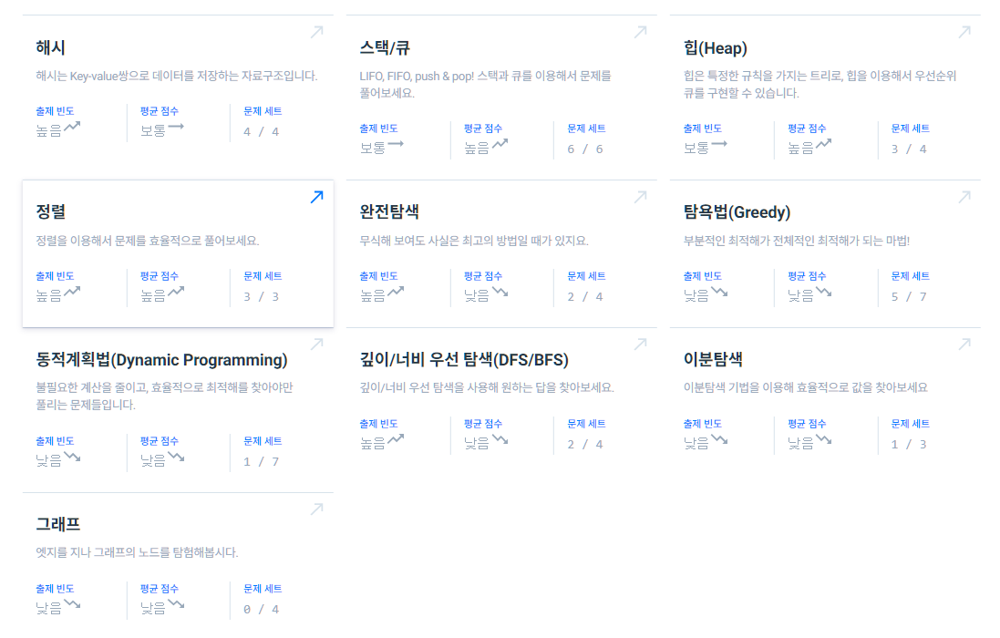 해시
해시는 Key-value쌍으로 데이터를 저장하는 자료구조입니다.
출제 빈도
높음
평균 점수
보통
문제 세트
4 / 4
스택/큐
LIFO, FIFO, push & pop! 스택과 큐를 이용해서 문제를
풀어보세요.
출제 빈도
보통
평균 점수
높음
문제 세트
6 / 6
힙(Heap)
힙은 특정한 규칙을 가지는 트리로, 힙을 이용해서 우선순위
큐를 구현할 수 있습니다.
출제 빈도
보통
평균 점수
높음
문제 세트
3 / 4
정렬
정렬을 이용해서 문제를 효율적으로 풀어보세요.
출제 빈도
높음
평균 점수
높음
문제 세트
3 / 3
완전탐색
무식해 보여도 사실은 최고의 방법일 때가 있지요.
출제 빈도
높음
평균 점수
낮음
문제 세트
2 / 4
탐욕법(Greedy)
부분적인 최적해가 전체적인 최적해가 되는 마법!
출제 빈도
낮음
평균 점수
낮음
문제 세트
5 / 7
동적계획법(Dynamic Programming)
불필요한 계산을 줄이고, 효율적으로 최적해를 찾아야만
풀리는 문제들입니다.
출제 빈도
낮음
평균 점수
낮음
문제 세트
1 / 7
깊이/너비 우선 탐색(DFS/BFS)
깊이/너비 우선 탐색을 사용해 원하는 답을 찾아보세요.
출제 빈도
높음
평균 점수
낮음
문제 세트
2 / 4
이분탐색
이분탐색 기법을 이용해 효율적으로 값을 찾아보세요
출제 빈도
낮음
평균 점수
낮음
문제 세트
1 / 3
그래프
엣지를 지나 그래프의 노드를 탐험해봅시다.
출제 빈도
낮음
평균 점수
낮음
문제 세트
0 / 4